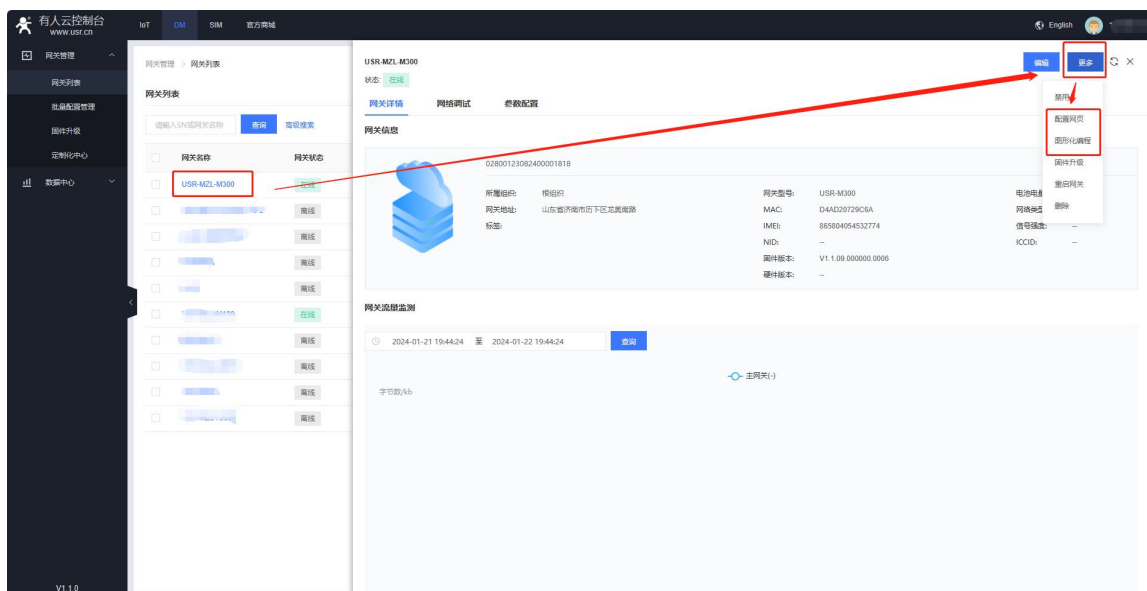 有人云控制台
www.usr.cn
IoT DM SIM 官方商城
English
网关管理
网关列表
批量配置管理
固件升级
定制化中心
数据中心
V1.1.0
网关管理 > 网关列表
网关列表
请输入SN或网关名称 查询 高级搜索
网关名称 网关状态
USR-MZL-M300 在线
离线
离线
离线
离线
在线
离线
离线
离线
离线
USR-MZL-M300
编辑 更多
状态: 在线
网关详情 网络调试 参数配置
禁用
配置网页
图形化编程
固件升级
重启网关
删除
网关信息
02800123082400001818
所属组织: 根组织 网关型号: USR-M300 电池电量
网关地址: 山东省济南市历下区龙奥南路 MAC: D4AD20729C6A 网络类型
标签: IMEI: 865804054532774 信号强度: --
NID: -- ICCID: --
固件版本: V1.1.09.000000.0006
硬件版本: --
网关流量监测
2024-01-21 19:44:24 至 2024-01-22 19:44:24 查询
主网关(-)
字节数/kb